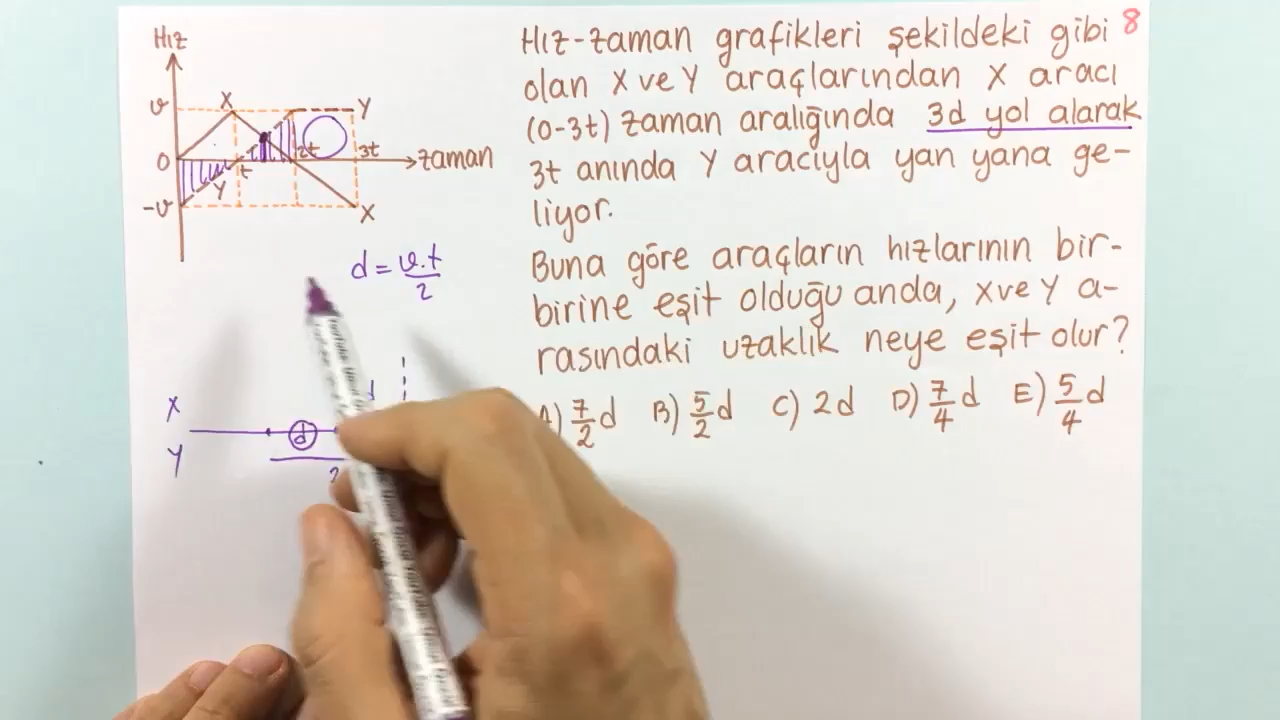 Hız-zaman grafikleri şekildeki gibi 8
olan X ve Y araçlarından X aracı
(0-3t) zaman aralığında 3d yol alarak
3t anında Y aracıyla yan yana ge-
liyor.
Buna göre araçların hızlarının bir-
birine eşit olduğu anda, X ve Y a-
rasındaki uzaklık neye eşit olur?
A) 7/2 d B) 5/2 d C) 2d D) 7/4 d E) 5/4 d
Hız
v X Y
0 t 2t 3t zaman
Y
-v X
d = v.t/2
d
X
d
Y